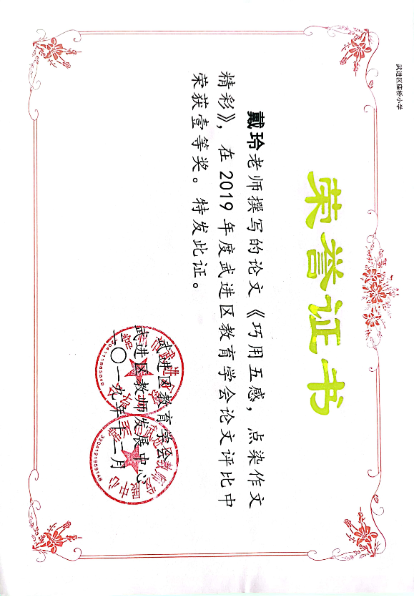 荣誉证书
戴玲老师撰写的论文《巧用五感，点染作文
精彩》，在2019年度武进区教育学会论文评比中
荣获壹等奖。特发此证。
武进区教育学会
武进区教师发展中心
二〇一九年十二月